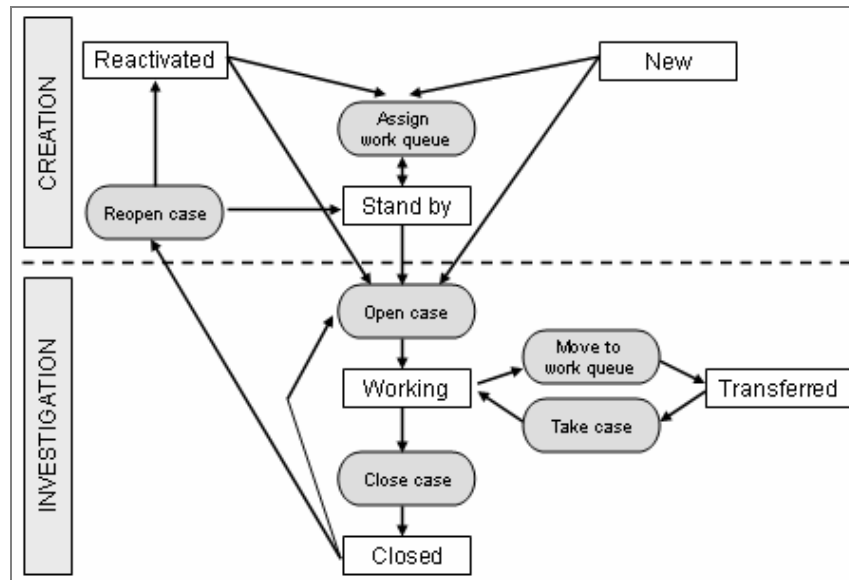 CREATION
Reactivated
New
Assign
work queue
Reopen case
Stand by
INVESTIGATION
Open case
Move to
work queue
Working
Transferred
Take case
Close case
Closed